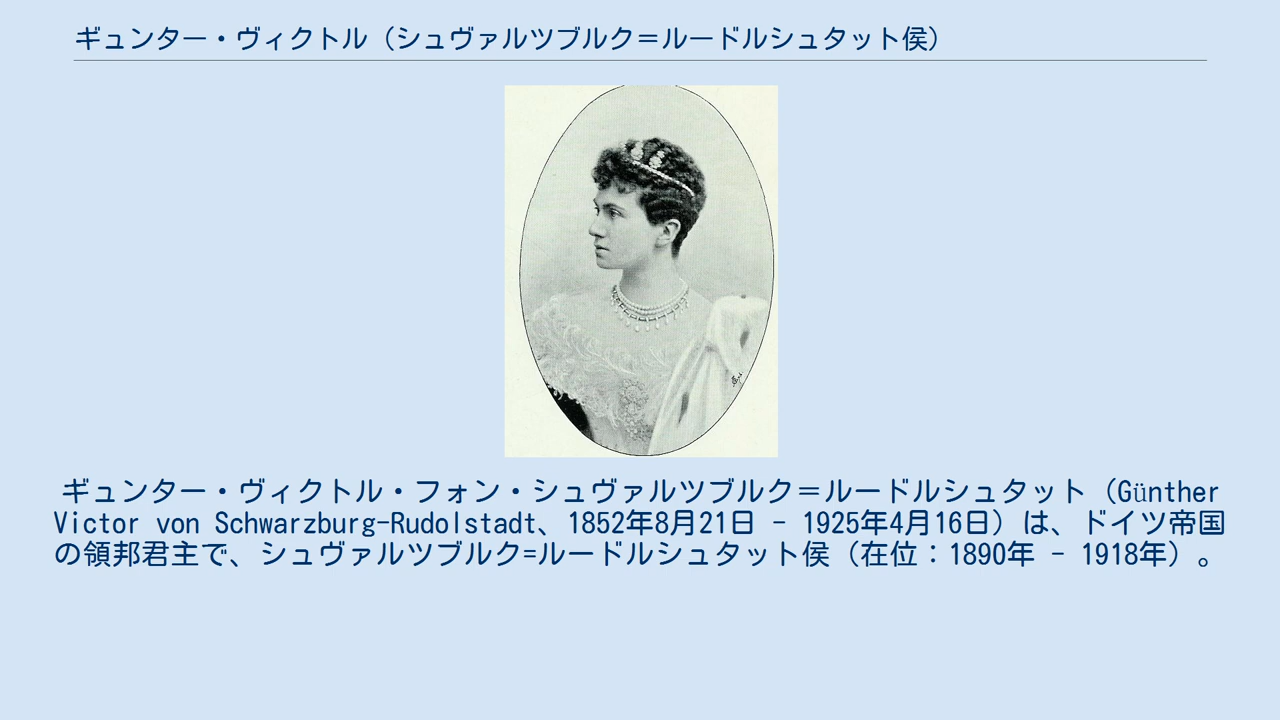 ギュンター・ヴィクトル（シュヴァルツブルク＝ルードルシュタット侯）
ギュンター・ヴィクトル・フォン・シュヴァルツブルク＝ルードルシュタット（Günther
Victor von Schwarzburg-Rudolstadt、1852年8月21日 - 1925年4月16日）は、ドイツ帝国
の領邦君主で、シュヴァルツブルク=ルードルシュタット侯（在位：1890年 - 1918年）。